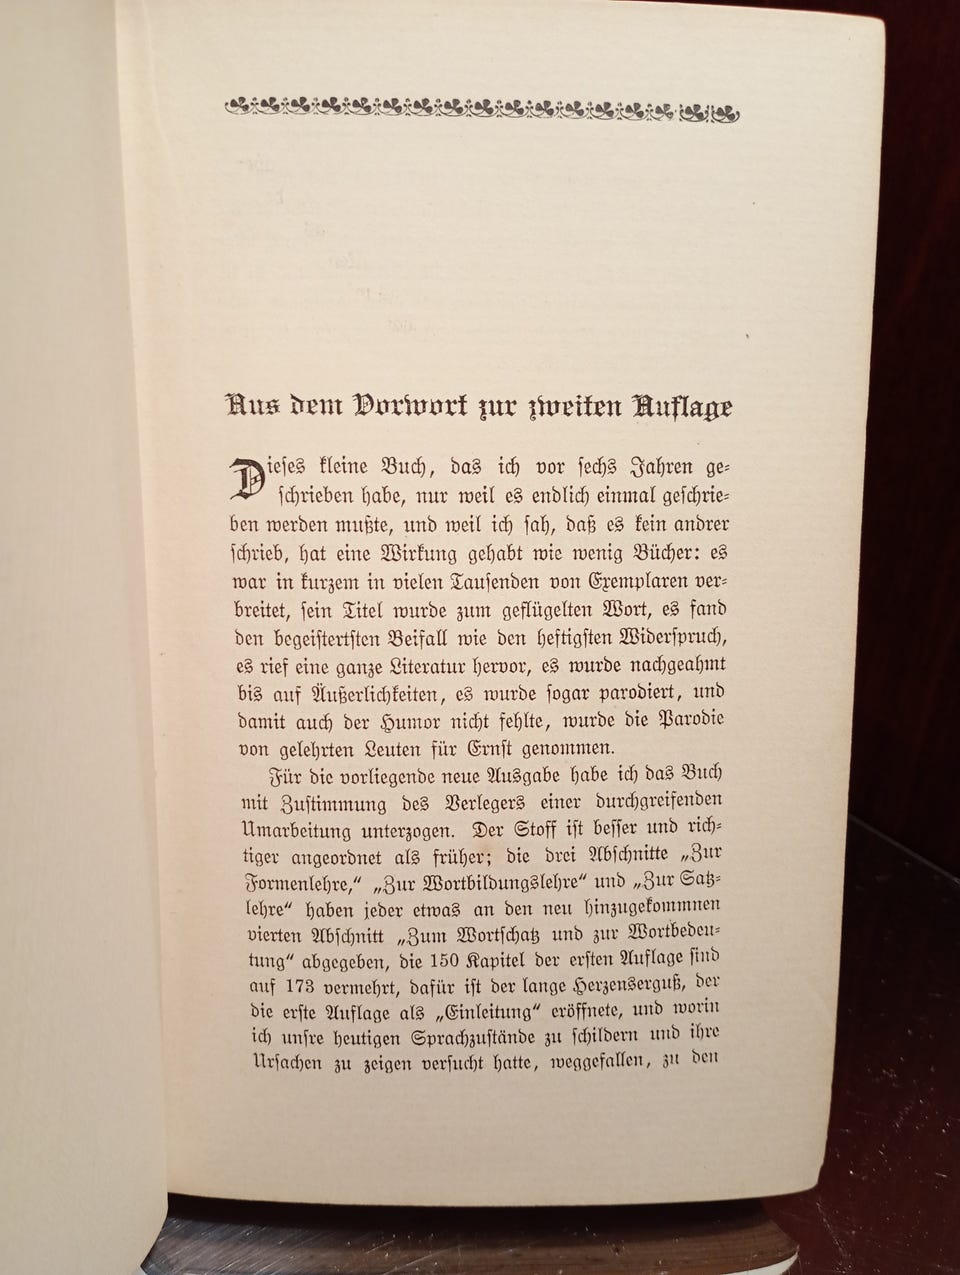 Aus dem Vorwort zur zweiten Auflage
Dieses kleine Buch, das ich vor sechs Jahren ge-
schrieben habe, nur weil es endlich einmal geschrie-
ben werden mußte, und weil ich sah, daß es kein andrer
schrieb, hat eine Wirkung gehabt wie wenig Bücher: es
war in kurzem in vielen Tausenden von Exemplaren ver-
breitet, sein Titel wurde zum geflügelten Wort, es fand
den begeistertsten Beifall wie den heftigsten Widerspruch,
es rief eine ganze Literatur hervor, es wurde nachgeahmt
bis auf Äußerlichkeiten, es wurde sogar parodiert, und
damit auch der Humor nicht fehlte, wurde die Parodie
von gelehrten Leuten für Ernst genommen.
Für die vorliegende neue Ausgabe habe ich das Buch
mit Zustimmung des Verlegers einer durchgreifenden
Umarbeitung unterzogen. Der Stoff ist besser und rich-
tiger angeordnet als früher; die drei Abschnitte „Zur
Formenlehre,“ „Zur Wortbildungslehre“ und „Zur Satz-
lehre“ haben jeder etwas an den neu hinzugekommnen
vierten Abschnitt „Zum Wortschatz und zur Wortbedeu-
tung“ abgegeben, die 150 Kapitel der ersten Auflage sind
auf 173 vermehrt, dafür ist der lange Herzenserguß, der
die erste Auflage als „Einleitung“ eröffnete, und worin
ich unsre heutigen Sprachzustände zu schildern und ihre
Ursachen zu zeigen versucht hatte, weggefallen, zu den